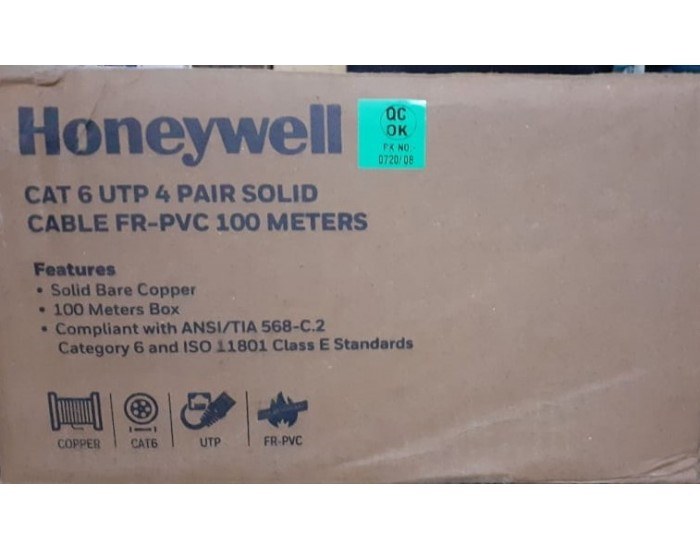 Honeywell
QC
OK
PK NO.
0720/08
CAT 6 UTP 4 PAIR SOLID
CABLE FR-PVC 100 METERS
Features
• Solid Bare Copper
• 100 Meters Box
• Compliant with ANSI/TIA 568-C.2
Category 6 and ISO 11801 Class E Standards
COPPER
CAT6
UTP
FR-PVC